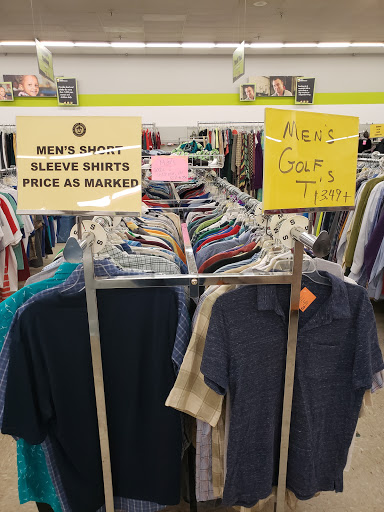 MEN'S SHORT
SLEEVE SHIRTS
PRICE AS MARKED
MEN'S
GOLF
T'S
$3.49+
S
S